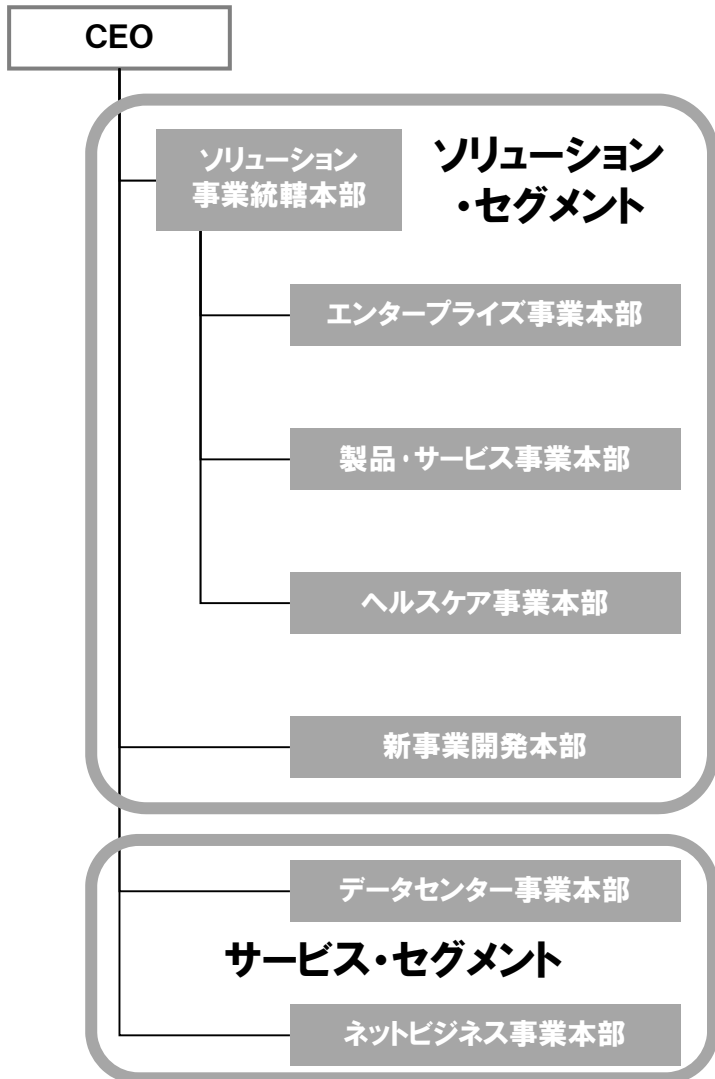 CEO
ソリューション
事業統轄本部
ソリューション
・セグメント
エンタープライズ事業本部
製品・サービス事業本部
ヘルスケア事業本部
新事業開発本部
データセンター事業本部
サービス・セグメント
ネットビジネス事業本部